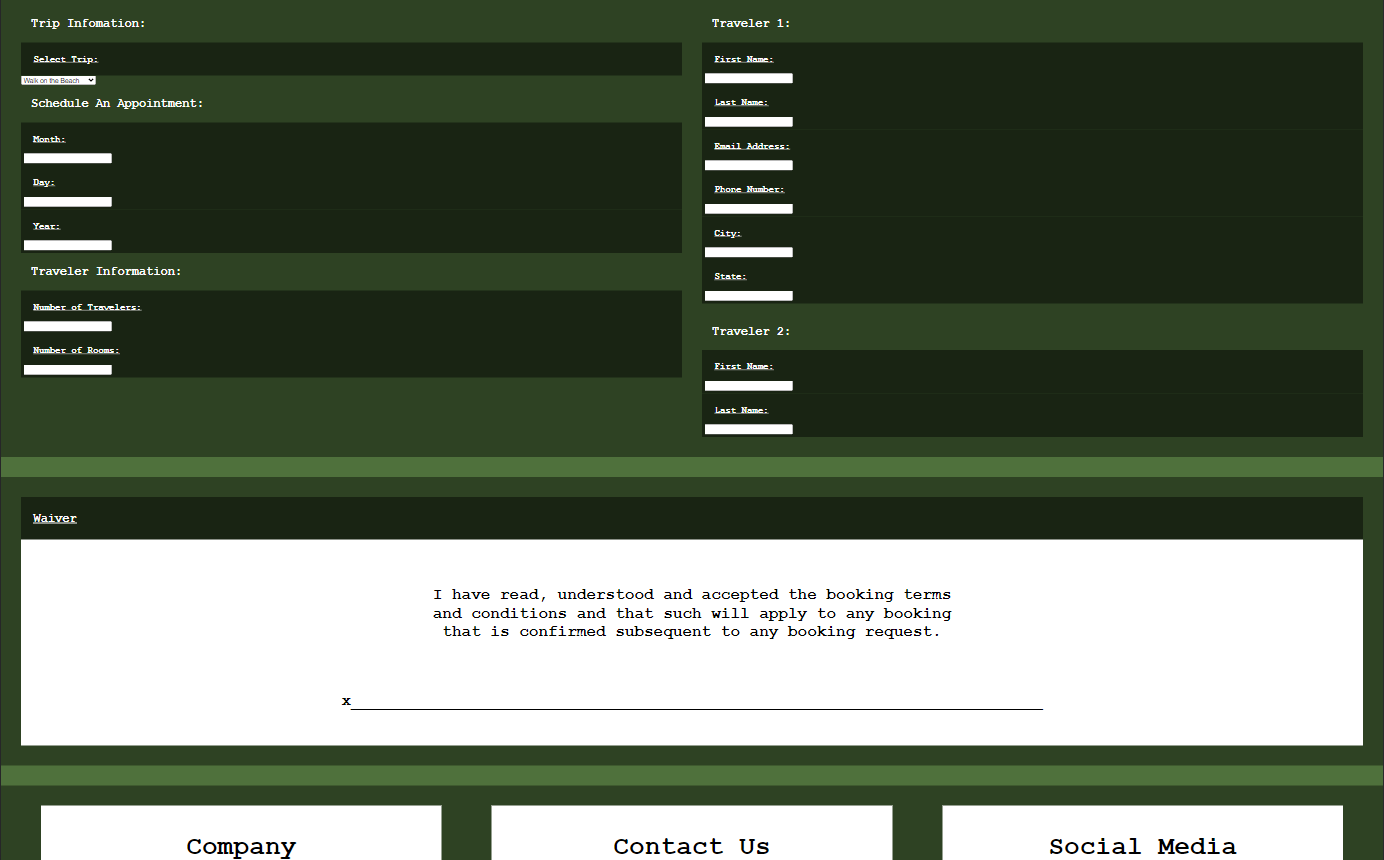 Trip Infomation:
Select Trip:
Walk on the Beach
Schedule An Appointment:
Month:
Day:
Year:
Traveler Information:
Number of Travelers:
Number of Rooms:
Traveler 1:
First Name:
Last Name:
Email Address:
Phone Number:
City:
State:
Traveler 2:
First Name:
Last Name:
Waiver
I have read, understood and accepted the booking terms
and conditions and that such will apply to any booking
that is confirmed subsequent to any booking request.
x
Company
Contact Us
Social Media